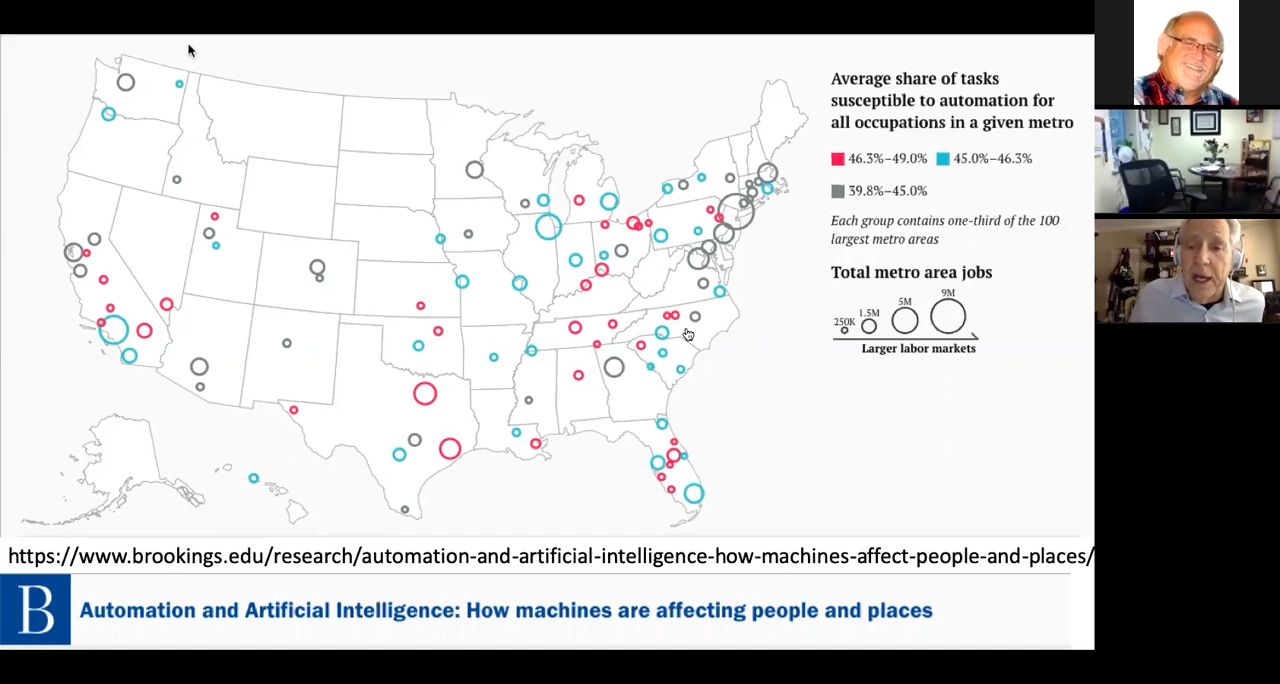 Average share of tasks
susceptible to automation for
all occupations in a given metro
46.3%–49.0% 45.0%–46.3%
39.8%–45.0%
Each group contains one-third of the 100
largest metro areas
Total metro area jobs
250K 1.5M 5M 9M
Larger labor markets
https://www.brookings.edu/research/automation-and-artificial-intelligence-how-machines-affect-people-and-places/
B Automation and Artificial Intelligence: How machines are affecting people and places